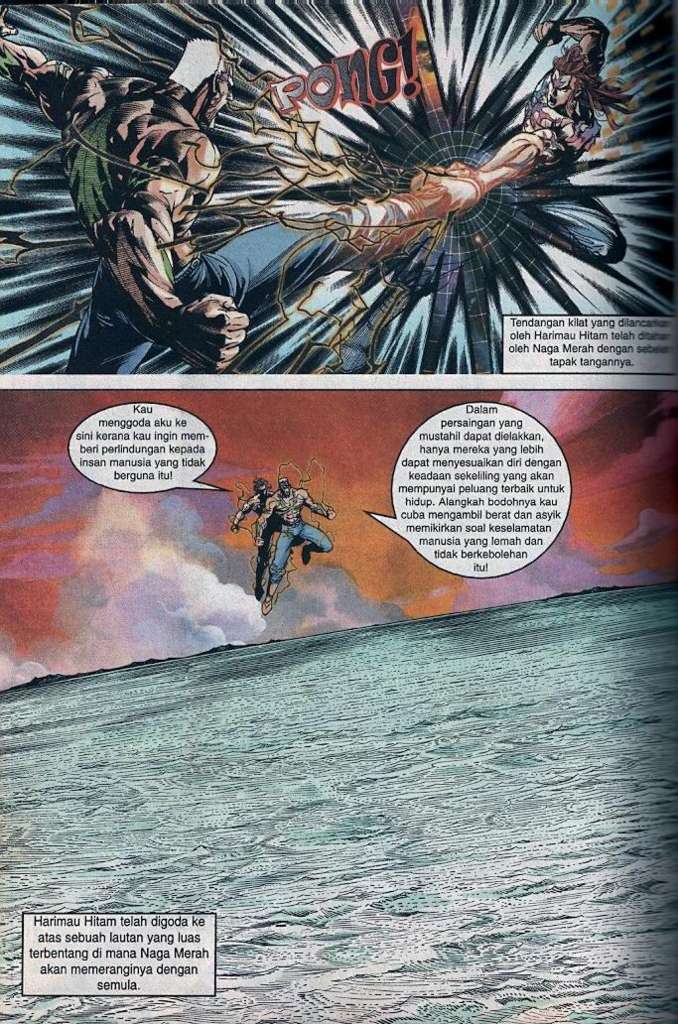 PONG!
Tendangan kilat yang dilancarkan
oleh Harimau Hitam telah ditahan
oleh Naga Merah dengan sebelah
tapak tangannya.
Kau
menggoda aku ke
sini kerana kau ingin mem-
beri perlindungan kepada
insan manusia yang tidak
berguna itu!
Dalam
persaingan yang
mustahil dapat dielakkan,
hanya mereka yang lebih
dapat menyesuaikan diri dengan
keadaan sekeliling yang akan
mempunyai peluang terbaik untuk
hidup. Alangkah bodohnya kau
cuba mengambil berat dan asyik
memikirkan soal keselamatan
manusia yang lemah dan
tidak berkebolehan
itu!
Harimau Hitam telah digoda ke
atas sebuah lautan yang luas
terbentang di mana Naga Merah
akan memeranginya dengan
semula.